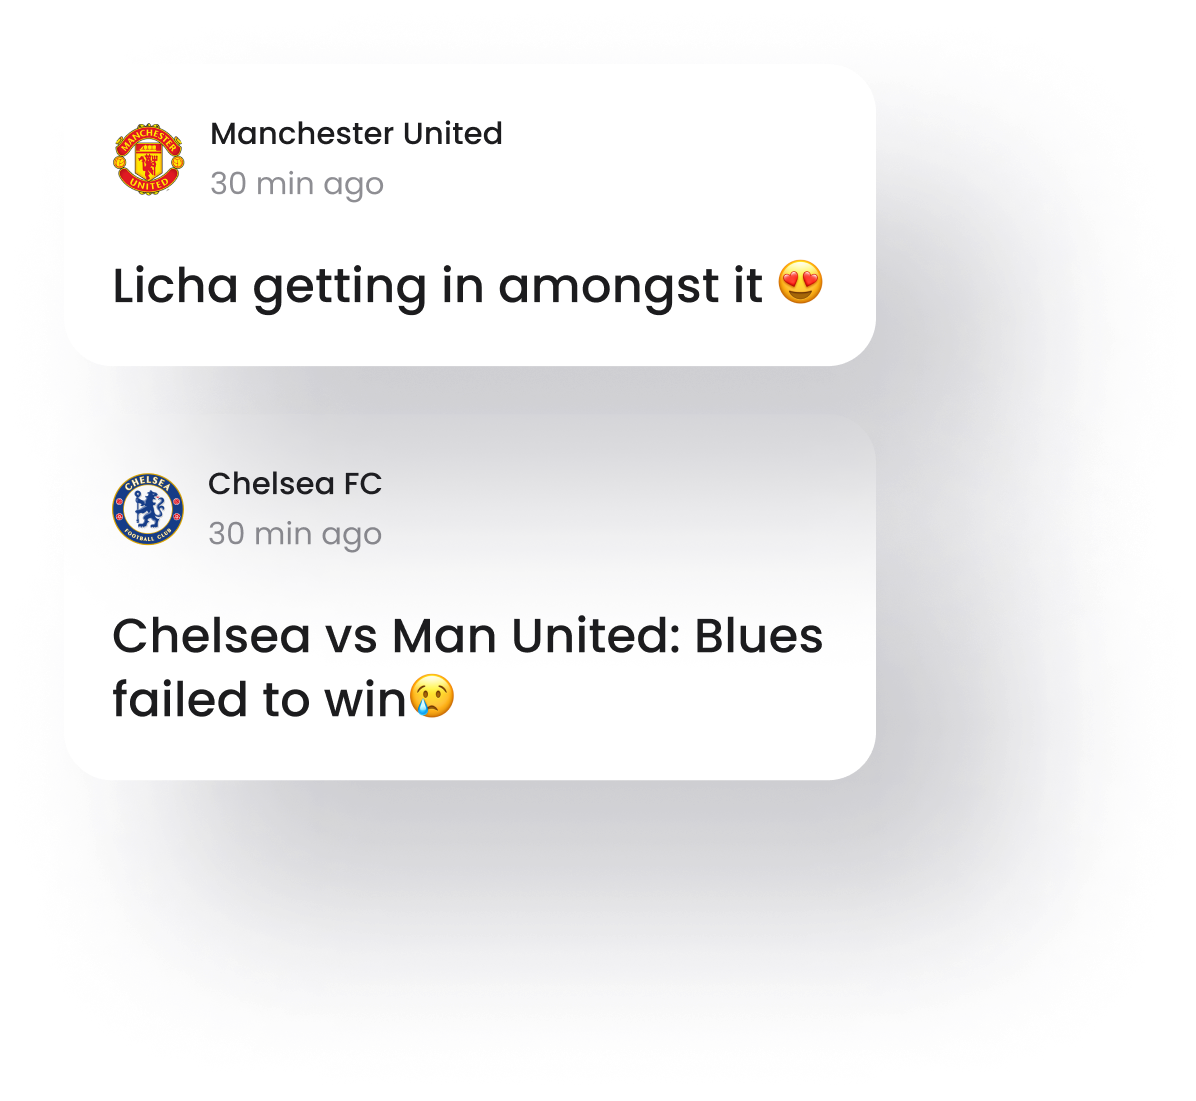 MANCHESTER
UNITED
Manchester United
30 min ago
Licha getting in amongst it 😍
CHELSEA
FOOTBALL CLUB
Chelsea FC
30 min ago
Chelsea vs Man United: Blues
failed to win😢